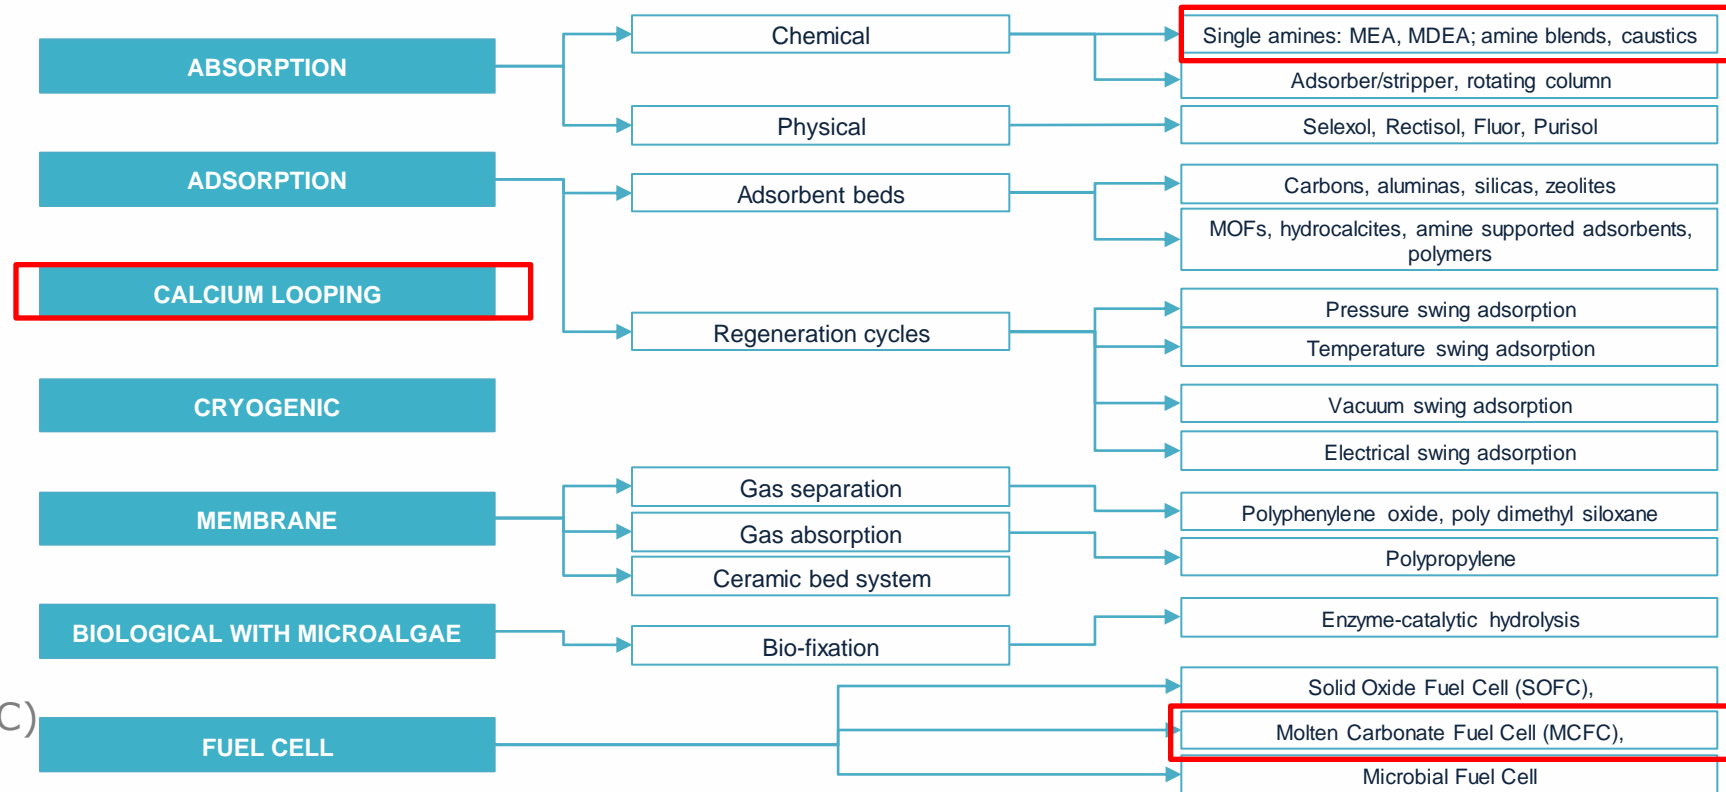 ABSORPTION
Chemical
Single amines: MEA, MDEA; amine blends, caustics
Adsorber/stripper, rotating column
Physical
Selexol, Rectisol, Fluor, Purisol
ADSORPTION
Adsorbent beds
Carbons, aluminas, silicas, zeolites
MOFs, hydrocalcites, amine supported adsorbents,
polymers
CALCIUM LOOPING
Regeneration cycles
Pressure swing adsorption
Temperature swing adsorption
Vacuum swing adsorption
Electrical swing adsorption
CRYOGENIC
MEMBRANE
Gas separation
Polyphenylene oxide, poly dimethyl siloxane
Gas absorption
Polypropylene
Ceramic bed system
BIOLOGICAL WITH MICROALGAE
Bio-fixation
Enzyme-catalytic hydrolysis
C)
FUEL CELL
Solid Oxide Fuel Cell (SOFC),
Molten Carbonate Fuel Cell (MCFC),
Microbial Fuel Cell